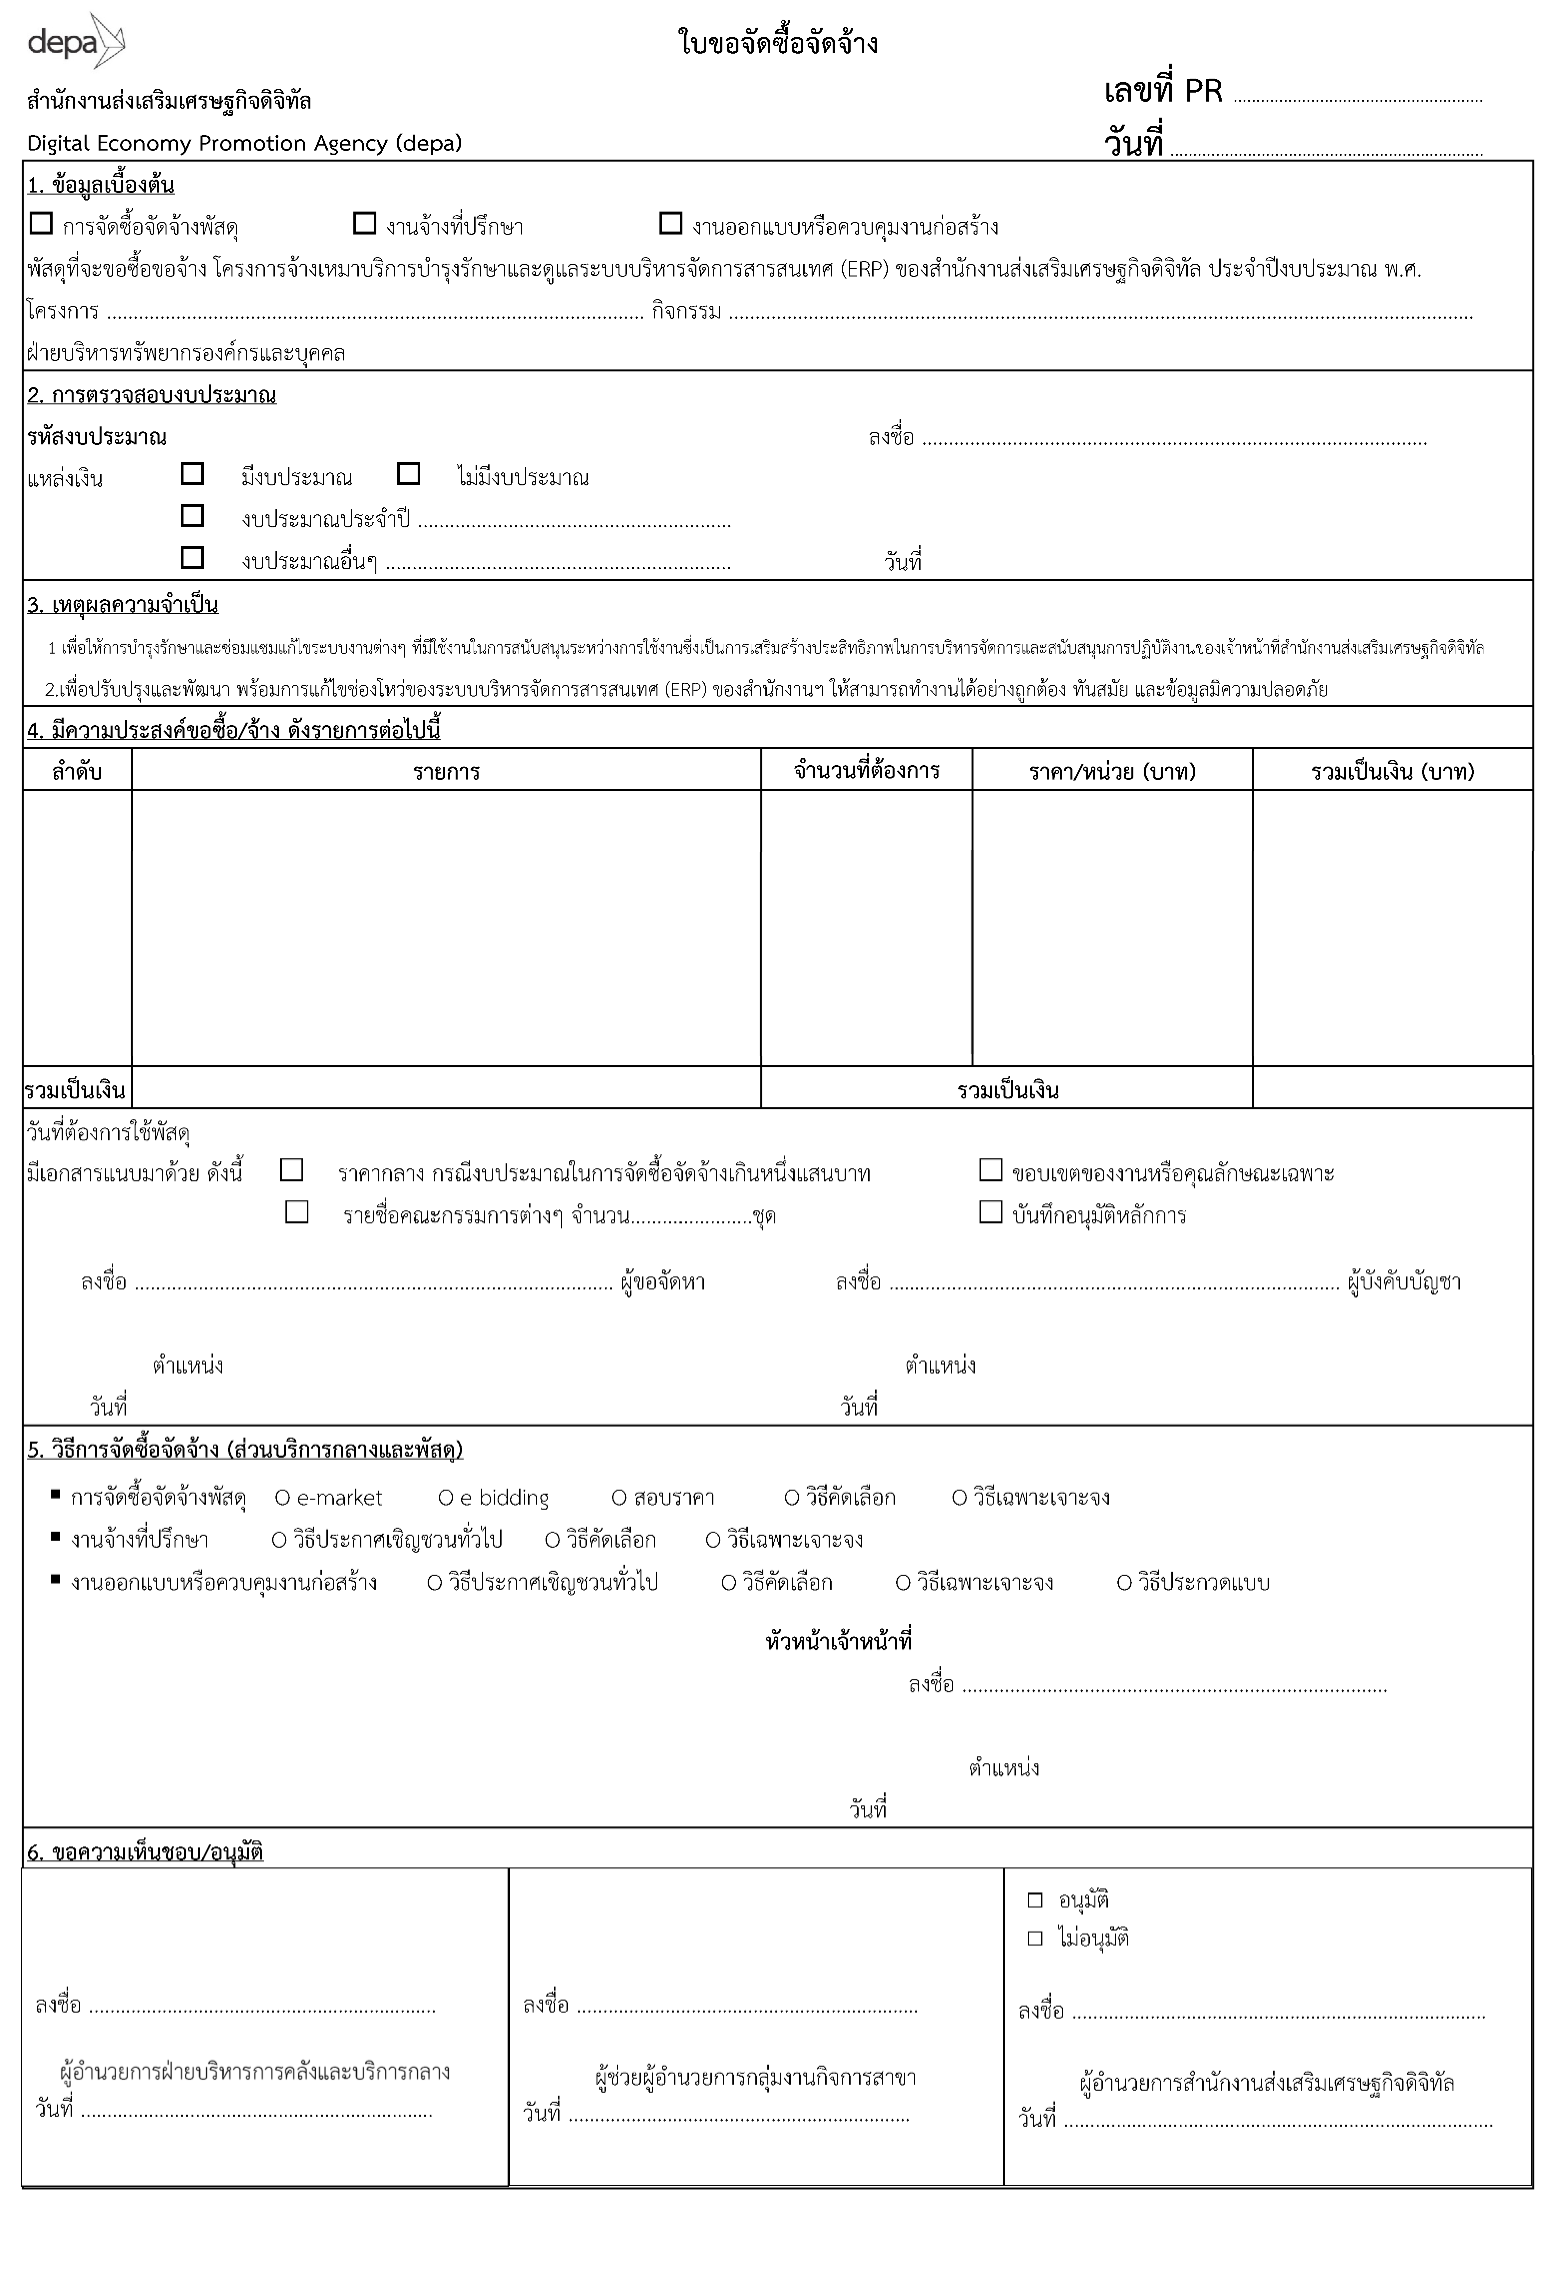 depa
ใบขอจัดซื้อจัดจ้าง
เลขที่ PR ........................................................
สำนักงานส่งเสริมเศรษฐกิจดิจิทัล
Digital Economy Promotion Agency (depa)
วันที่ ......................................................................
1. ข้อมูลเบื้องต้น
☐ การจัดซื้อจัดจ้างพัสดุ ☐ งานจ้างที่ปรึกษา ☐ งานออกแบบหรือควบคุมงานก่อสร้าง
พัสดุที่จะขอซื้อขอจ้าง โครงการจ้างเหมาบริการบำรุงรักษาและดูแลระบบบริหารจัดการสารสนเทศ (ERP) ของสำนักงานส่งเสริมเศรษฐกิจดิจิทัล ประจำปีงบประมาณ พ.ศ.
โครงการ ..................................................................................................... กิจกรรม ............................................................................................................................................
ฝ่ายบริหารทรัพยากรองค์กรและบุคคล
2. การตรวจสอบงบประมาณ
รหัสงบประมาณ ลงชื่อ ................................................................................................
แหล่งเงิน ☐ มีงบประมาณ ☐ ไม่มีงบประมาณ
☐ งบประมาณประจำปี ...........................................................
☐ งบประมาณอื่นๆ ................................................................. วันที่
3. เหตุผลความจำเป็น
1 เพื่อให้การบำรุงรักษาและซ่อมแซมแก้ไขระบบงานต่างๆ ที่มีใช้งานในการสนับสนุนระหว่างการใช้งานซึ่งเป็นการเสริมสร้างประสิทธิภาพในการบริหารจัดการและสนับสนุนการปฏิบัติงานของเจ้าหน้าที่สำนักงานส่งเสริมเศรษฐกิจดิจิทัล
2.เพื่อปรับปรุงและพัฒนา พร้อมการแก้ไขช่องโหว่ของระบบบริหารจัดการสารสนเทศ (ERP) ของสำนักงานฯ ให้สามารถทำงานได้อย่างถูกต้อง ทันสมัย และข้อมูลมีความปลอดภัย
4. มีความประสงค์ขอซื้อ/จ้าง ดังรายการต่อไปนี้
ลำดับ รายการ จำนวนที่ต้องการ ราคา/หน่วย (บาท) รวมเป็นเงิน (บาท)
รวมเป็นเงิน รวมเป็นเงิน
วันที่ต้องการใช้พัสดุ
มีเอกสารแนบมาด้วย ดังนี้ ☐ ราคากลาง กรณีงบประมาณในการจัดซื้อจัดจ้างเกินหนึ่งแสนบาท ☐ ขอบเขตของงานหรือคุณลักษณะเฉพาะ
☐ รายชื่อคณะกรรมการต่างๆ จำนวน.......................ชุด ☐ บันทึกอนุมัติหลักการ
ลงชื่อ .......................................................................................... ผู้ขอจัดหา ลงชื่อ ..................................................................................... ผู้บังคับบัญชา
ตำแหน่ง ตำแหน่ง
วันที่ วันที่
5. วิธีการจัดซื้อจัดจ้าง (ส่วนบริการกลางและพัสดุ)
▪ การจัดซื้อจัดจ้างพัสดุ O e-market O e bidding O สอบราคา O วิธีคัดเลือก O วิธีเฉพาะเจาะจง
▪ งานจ้างที่ปรึกษา O วิธีประกาศเชิญชวนทั่วไป O วิธีคัดเลือก O วิธีเฉพาะเจาะจง
▪ งานออกแบบหรือควบคุมงานก่อสร้าง O วิธีประกาศเชิญชวนทั่วไป O วิธีคัดเลือก O วิธีเฉพาะเจาะจง O วิธีประกวดแบบ
หัวหน้าเจ้าหน้าที่
ลงชื่อ ................................................................................
ตำแหน่ง
วันที่
6. ขอความเห็นชอบ/อนุมัติ
☐ อนุมัติ
☐ ไม่อนุมัติ
ลงชื่อ .................................................................. ลงชื่อ ................................................................. ลงชื่อ ...............................................................................
ผู้อำนวยการฝ่ายบริหารการคลังและบริการกลาง ผู้ช่วยผู้อำนวยการกลุ่มงานกิจการสาขา ผู้อำนวยการสำนักงานส่งเสริมเศรษฐกิจดิจิทัล
วันที่ ................................................................... วันที่ ................................................................. วันที่ ..................................................................................